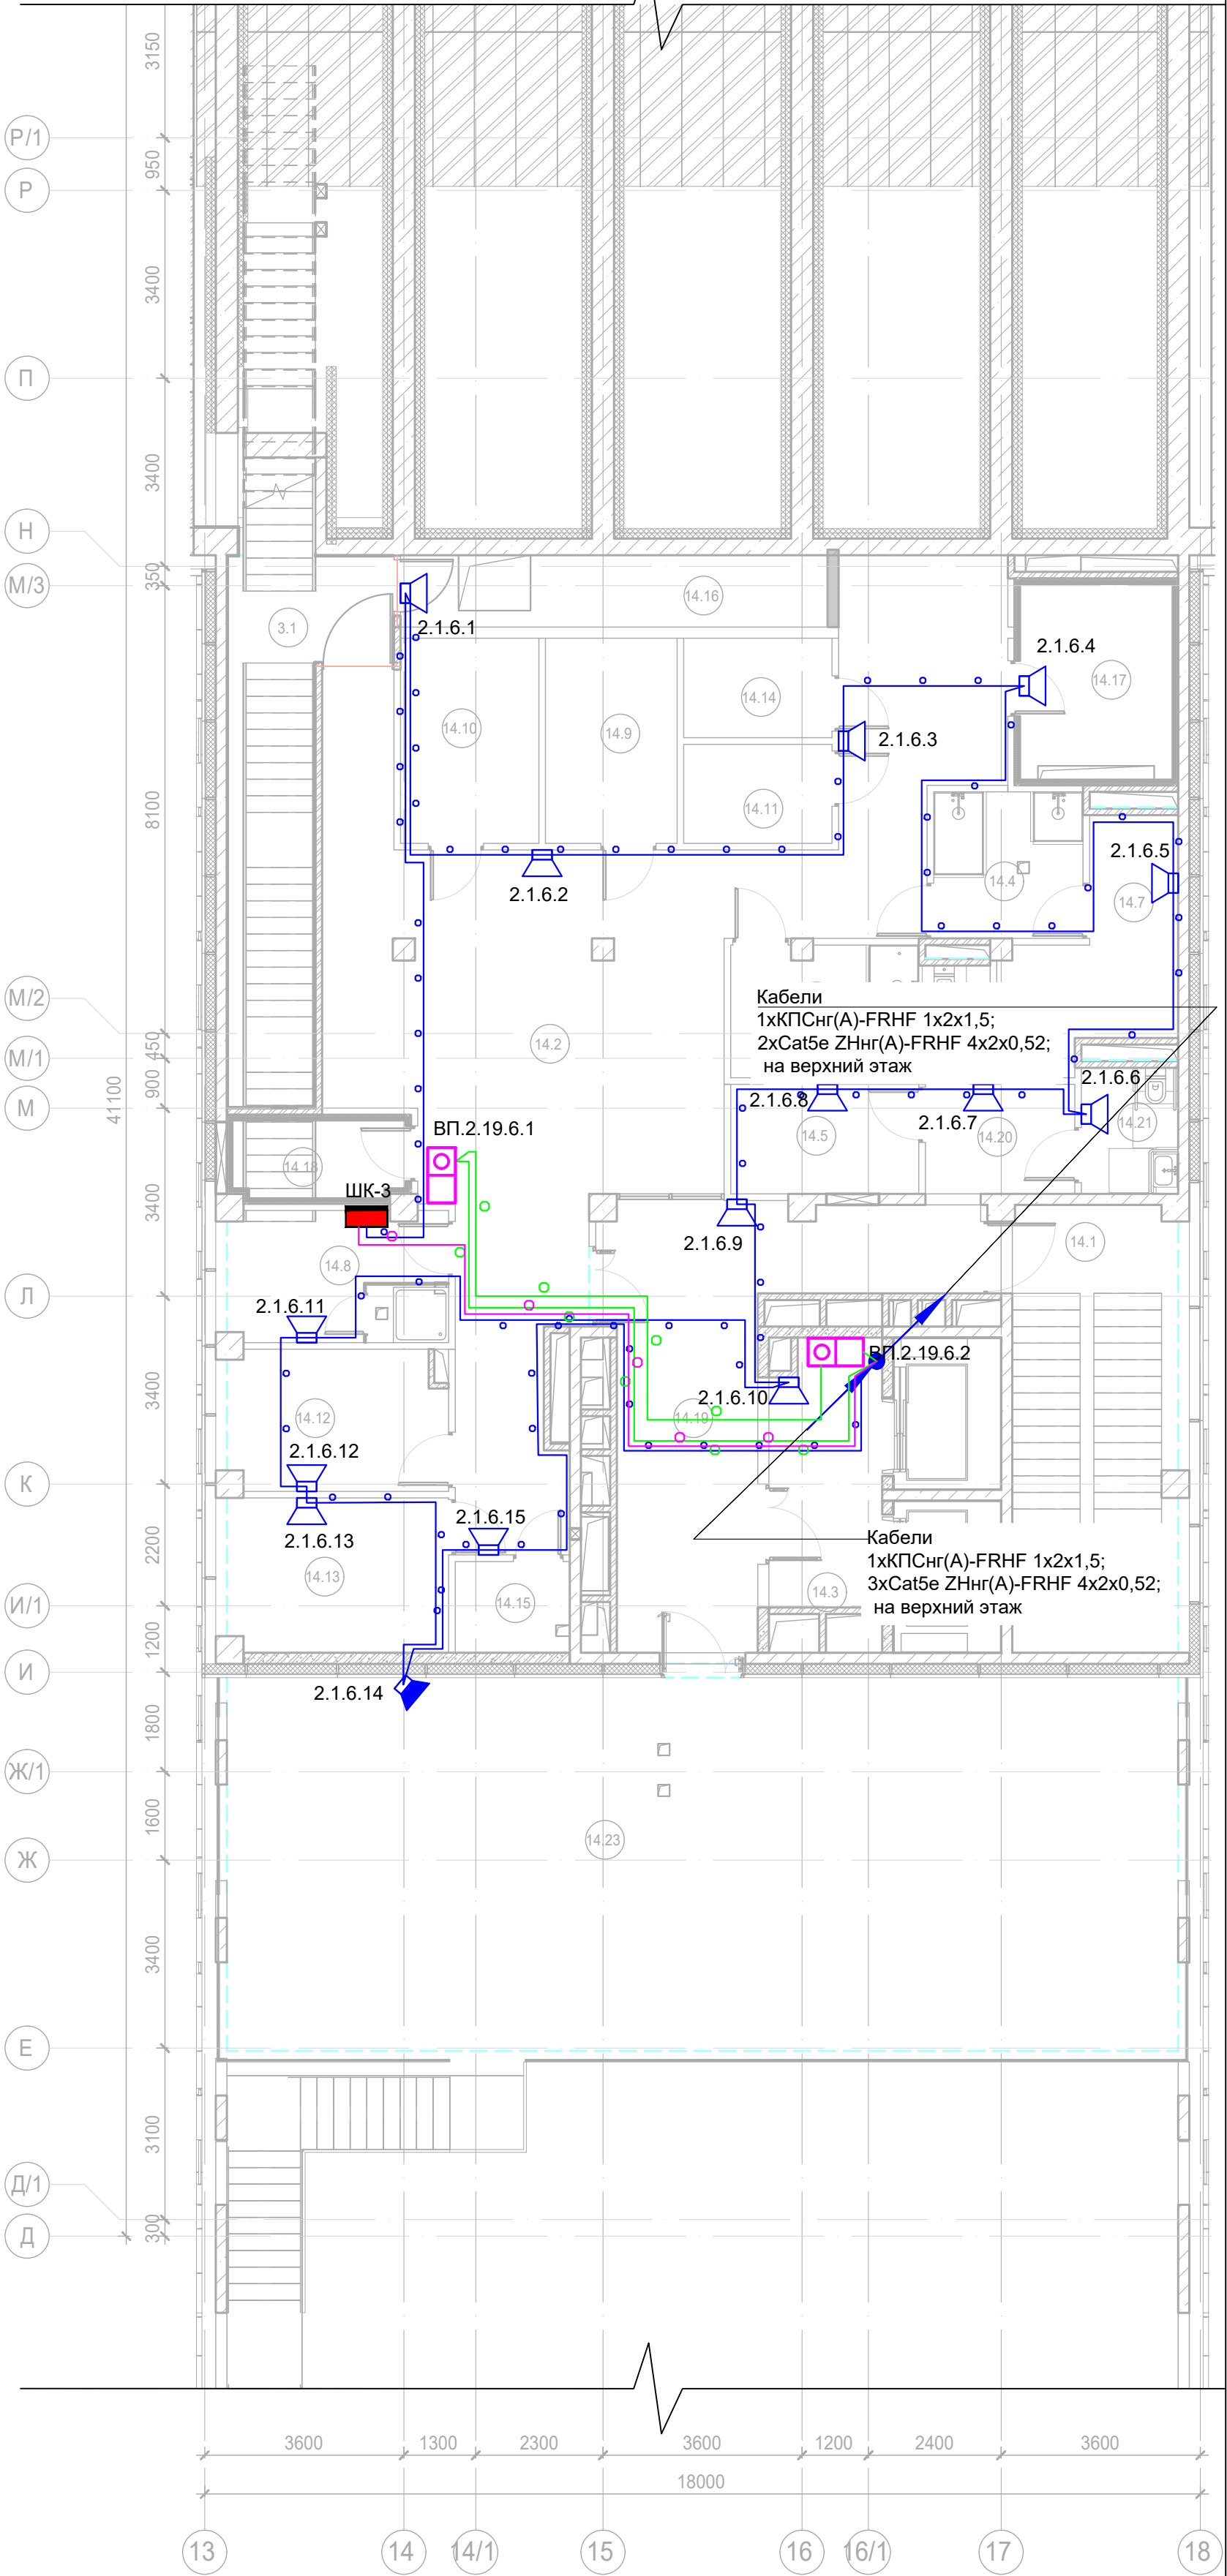 3150
Р/1
950
Р
3400
П
3400
Н
350
М/3
14.16
3.1
2.1.6.1
2.1.6.4
14.17
14.14
14.10
14.9
2.1.6.3
8100
14.11
2.1.6.5
2.1.6.2
14.4
14.7
М/2
Кабели
1хКПСнг(А)-FRHF 1х2х1,5;
2хCat5e ZHнг(А)-FRHF 4х2х0,52;
на верхний этаж
14.2
450
М/1
900
41100
2.1.6.6
М
2.1.6.8
2.1.6.7
14.21
ВП.2.19.6.1
14.5
14.20
14.18
ШК-3
3400
2.1.6.9
14.1
14.8
Л
2.1.6.11
ВП.2.19.6.2
3400
2.1.6.10
14.12
14.19
2.1.6.12
К
2.1.6.15
2.1.6.13
Кабели
1хКПСнг(А)-FRHF 1х2х1,5;
3хCat5e ZHнг(А)-FRHF 4х2х0,52;
на верхний этаж
2200
14.13
14.3
14.15
И/1
1200
И
2.1.6.14
1800
Ж/1
1600
14.23
Ж
3400
Е
3100
Д/1
300
Д
3600 1300 2300 3600 1200 2400 3600
18000
13 14 14/1 15 16 16/1 17 18